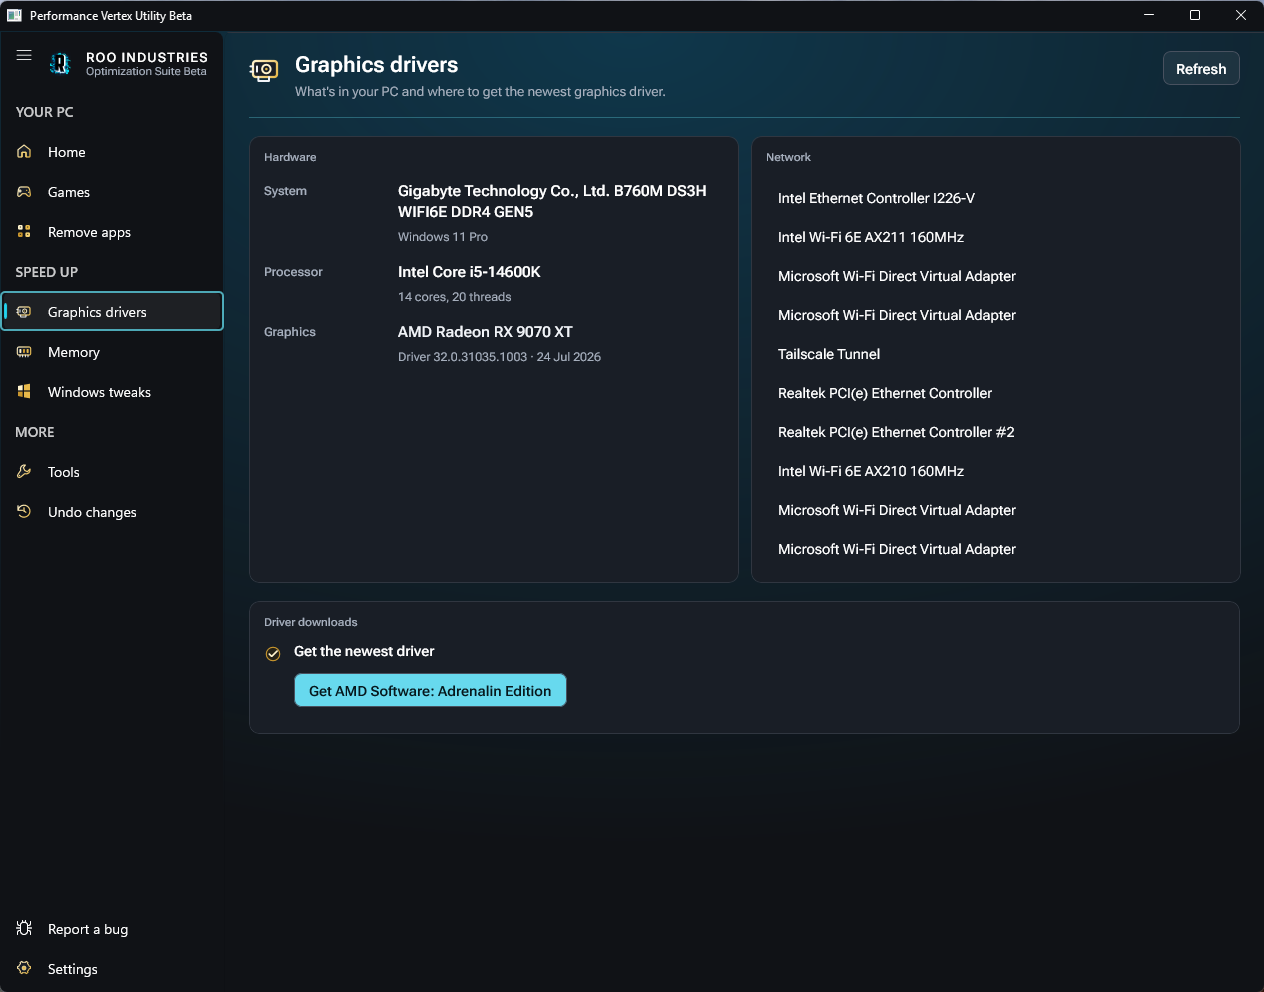 Performance Vertex Utility Beta
ROO INDUSTRIES
Optimization Suite Beta
YOUR PC
Home
Games
Remove apps
SPEED UP
Graphics drivers
Memory
Windows tweaks
MORE
Tools
Undo changes
Report a bug
Settings
Graphics drivers
What's in your PC and where to get the newest graphics driver.
Refresh
Hardware
System
Gigabyte Technology Co., Ltd. B760M DS3H
WIFI6E DDR4 GEN5
Windows 11 Pro
Processor
Intel Core i5-14600K
14 cores, 20 threads
Graphics
AMD Radeon RX 9070 XT
Driver 32.0.31035.1003 · 24 Jul 2026
Network
Intel Ethernet Controller I226-V
Intel Wi-Fi 6E AX211 160MHz
Microsoft Wi-Fi Direct Virtual Adapter
Microsoft Wi-Fi Direct Virtual Adapter
Tailscale Tunnel
Realtek PCI(e) Ethernet Controller
Realtek PCI(e) Ethernet Controller #2
Intel Wi-Fi 6E AX210 160MHz
Microsoft Wi-Fi Direct Virtual Adapter
Microsoft Wi-Fi Direct Virtual Adapter
Driver downloads
Get the newest driver
Get AMD Software: Adrenalin Edition